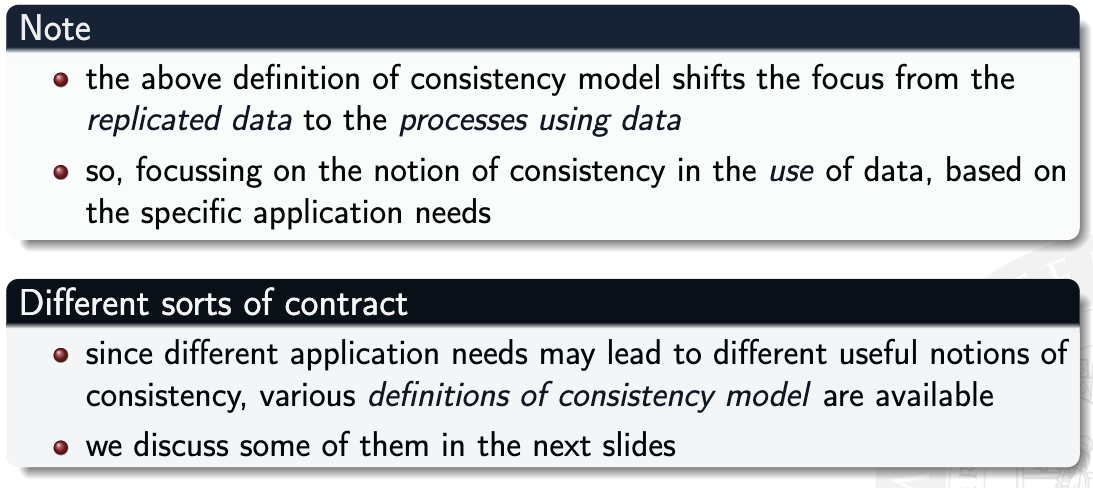 Note
the above definition of consistency model shifts the focus from the
replicated data to the processes using data
so, focussing on the notion of consistency in the use of data, based on
the specific application needs
Different sorts of contract
since different application needs may lead to different useful notions of
consistency, various definitions of consistency model are available
we discuss some of them in the next slides